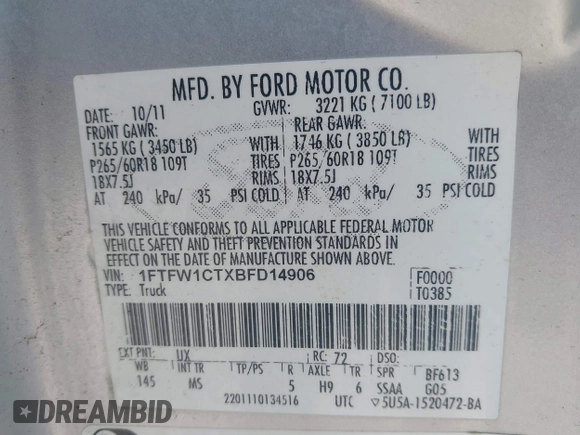 MFD. BY FORD MOTOR CO.
DATE: 10/11 GVWR: 3221 KG ( 7100 LB)
FRONT GAWR: REAR GAWR:
1565 KG ( 3450 LB) WITH 1746 KG ( 3850 LB) WITH
P265/60R18 109T TIRES P265/60R18 109T TIRES
18X7.5J RIMS 18X7.5J RIMS
AT 240 kPa/ 35 PSI COLD AT 240 kPa/ 35 PSI COLD
THIS VEHICLE CONFORMS TO ALL APPLICABLE FEDERAL MOTOR
VEHICLE SAFETY AND THEFT PREVENTION STANDARDS IN
EFFECT ON THE DATE OF MANUFACTURE SHOWN ABOVE.
VIN: 1FTFW1CTXBFD14906 F0000
TYPE: Truck T0385
EXT PNT: UX RC: 72 DSO:
WB INT TR TP/PS R AXLE TR SPR BF613
145 MS 5 H9 6 SSAA G05
2201110134516 UTC 5U5A-1520472-BA
DREAMBID